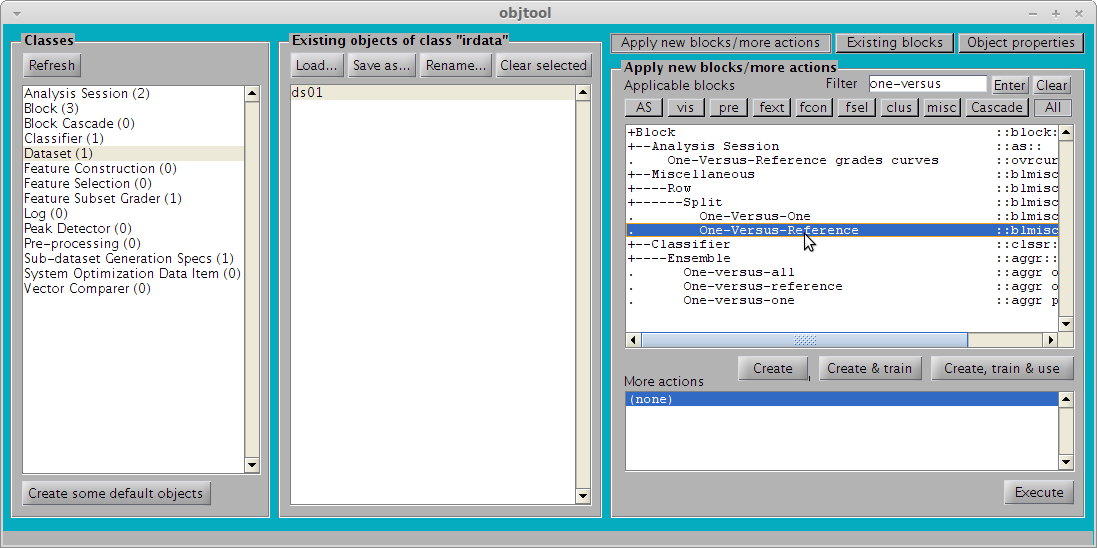 objtool
Classes
Refresh
Analysis Session (2)
Block (3)
Block Cascade (0)
Classifier (1)
Dataset (1)
Feature Construction (0)
Feature Selection (0)
Feature Subset Grader (1)
Log (0)
Peak Detector (0)
Pre-processing (0)
Sub-dataset Generation Specs (1)
System Optimization Data Item (0)
Vector Comparer (0)
Create some default objects
Existing objects of class "irdata"
Load... Save as... Rename... Clear selected
ds01
Apply new blocks/more actions Existing blocks Object properties
Apply new blocks/more actions
Applicable blocks Filter one-versus Enter Clear
AS vis pre fext fcon fsel clus misc Cascade All
+Block ::block:
+--Analysis Session ::as::
. One-Versus-Reference grades curves ::ovrcur
+--Miscellaneous ::blmisc
+----Row ::blmisc
+------Split ::blmisc
. One-Versus-One ::blmisc
. One-Versus-Reference ::blmisc
+--Classifier ::clssr:
+----Ensemble ::aggr::
. One-versus-all ::aggr o
. One-versus-reference ::aggr o
. One-versus-one ::aggr p
Create Create & train Create, train & use
More actions
(none)
Execute